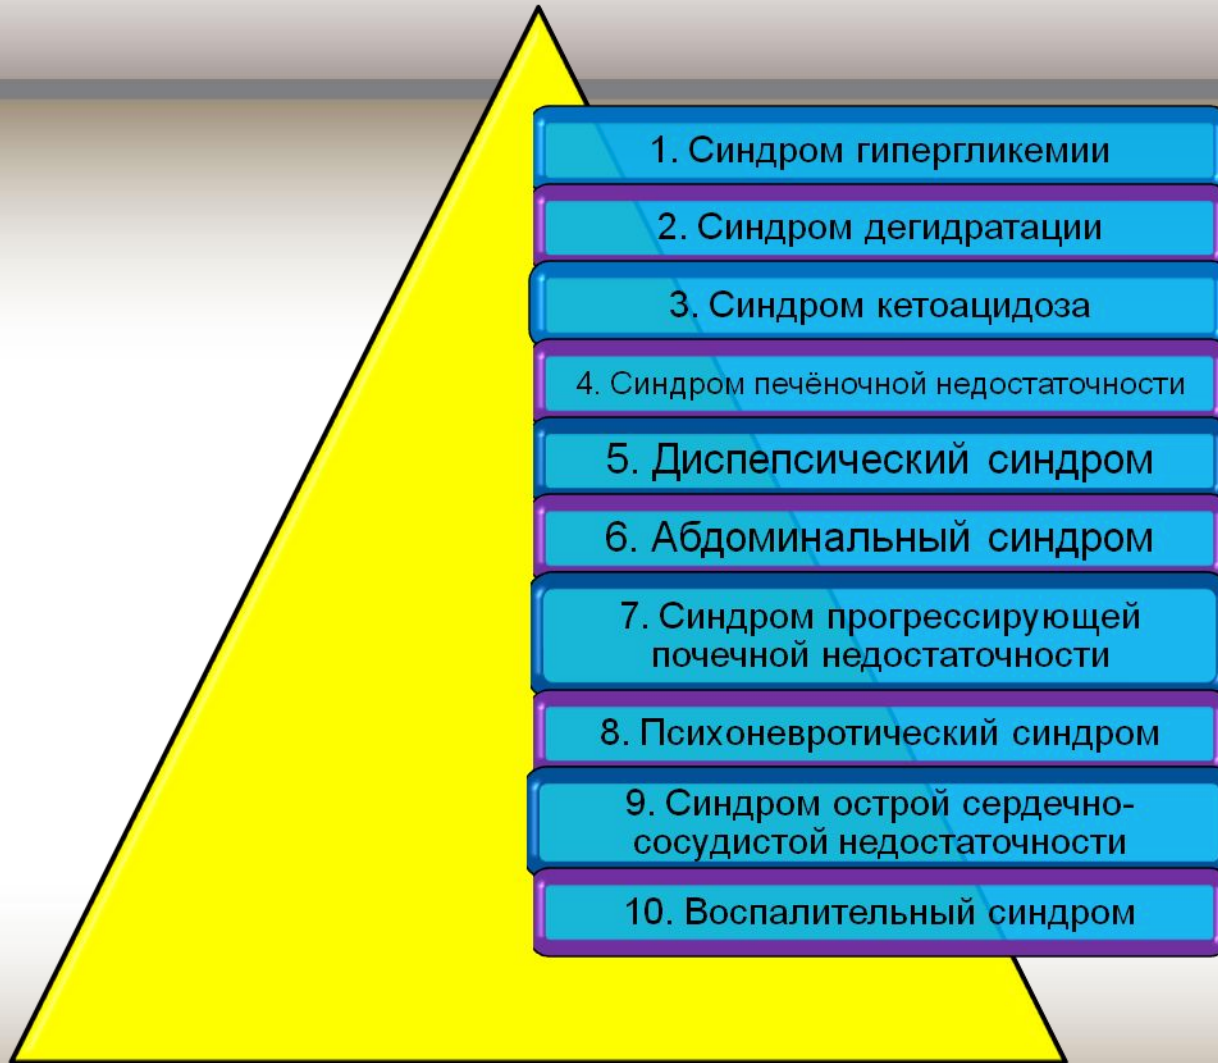 1. Синдром гипергликемии
2. Синдром дегидратации
3. Синдром кетоацидоза
4. Синдром печёночной недостаточности
5. Диспепсический синдром
6. Абдоминальный синдром
7. Синдром прогрессирующей
почечной недостаточности
8. Психоневротический синдром
9. Синдром острой сердечно-
сосудистой недостаточности
10. Воспалительный синдром